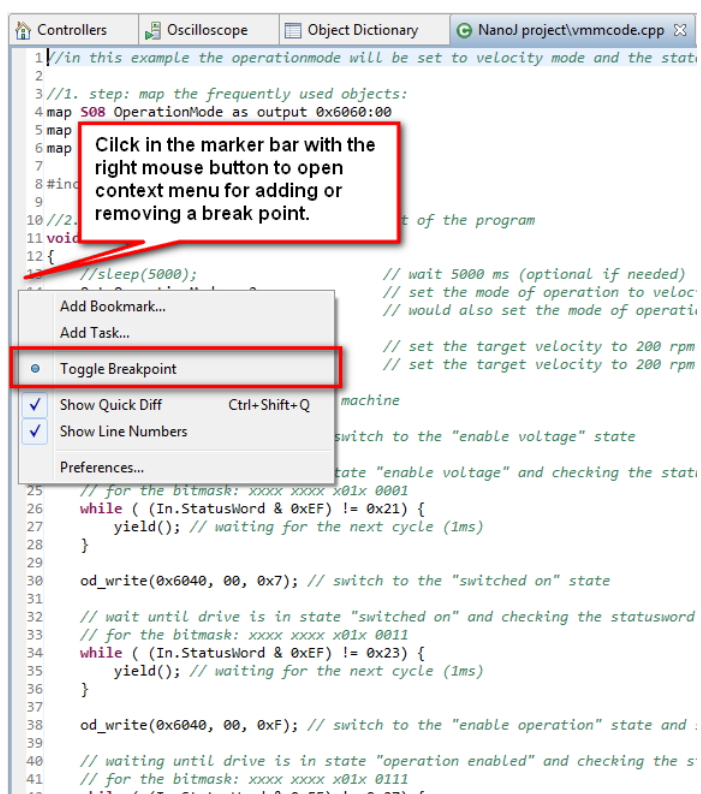 Controllers Oscilloscope Object Dictionary NanoJ project\vmmcode.cpp
1 //in this example the operationmode will be set to velocity mode and the
2
3 //1. step: map the frequently used objects:
4 map S08 OperationMode as output 0x6060:00
5 map
6 map
7
8
9
10 //2. of the program
11 void
12 {
13 //sleep(5000); // wait 5000 ms (optional if needed)
// set the mode of operation to
// would also set the mode of
// set the target velocity to 200 rpm
// set the target velocity to 200 rpm
machine
switch to the "enable voltage" state
"enable voltage" and checking the
25 // for the bitmask: xxxx xxxx x01x 0001
26 while ( (In.StatusWord & 0xEF) != 0x21) {
27 yield(); // waiting for the next cycle (1ms)
28 }
29
30 od_write(0x6040, 00, 0x7); // switch to the "switched on" state
31
32 // wait until drive is in state "switched on" and checking the statusword
33 // for the bitmask: xxxx xxxx x01x 0011
34 while ( (In.StatusWord & 0xEF) != 0x23) {
35 yield(); // waiting for the next cycle (1ms)
36 }
37
38 od_write(0x6040, 00, 0xF); // switch to the "enable operation" state and
39
40 // waiting until drive is in state "operation enabled" and checking the
41 // for the bitmask: xxxx xxxx x01x 0111
Cilck in the marker bar with the
right mouse button to open
context menu for adding or
removing a break point.
Add Bookmark...
Add Task...
Toggle Breakpoint
Show Quick Diff Ctrl+Shift+Q
Show Line Numbers
Preferences...